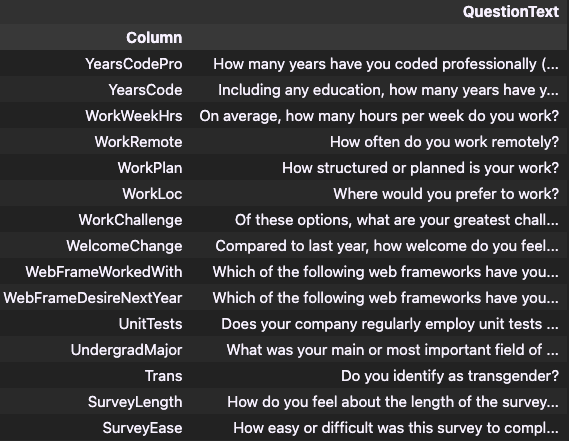 QuestionText
Column
YearsCodePro How many years have you coded professionally (...
YearsCode Including any education, how many years have y...
WorkWeekHrs On average, how many hours per week do you work?
WorkRemote How often do you work remotely?
WorkPlan How structured or planned is your work?
WorkLoc Where would you prefer to work?
WorkChallenge Of these options, what are your greatest chall...
WelcomeChange Compared to last year, how welcome do you feel...
WebFrameWorkedWith Which of the following web frameworks have you...
WebFrameDesireNextYear Which of the following web frameworks have you...
UnitTests Does your company regularly employ unit tests ...
UndergradMajor What was your main or most important field of ...
Trans Do you identify as transgender?
SurveyLength How do you feel about the length of the survey...
SurveyEase How easy or difficult was this survey to compl...